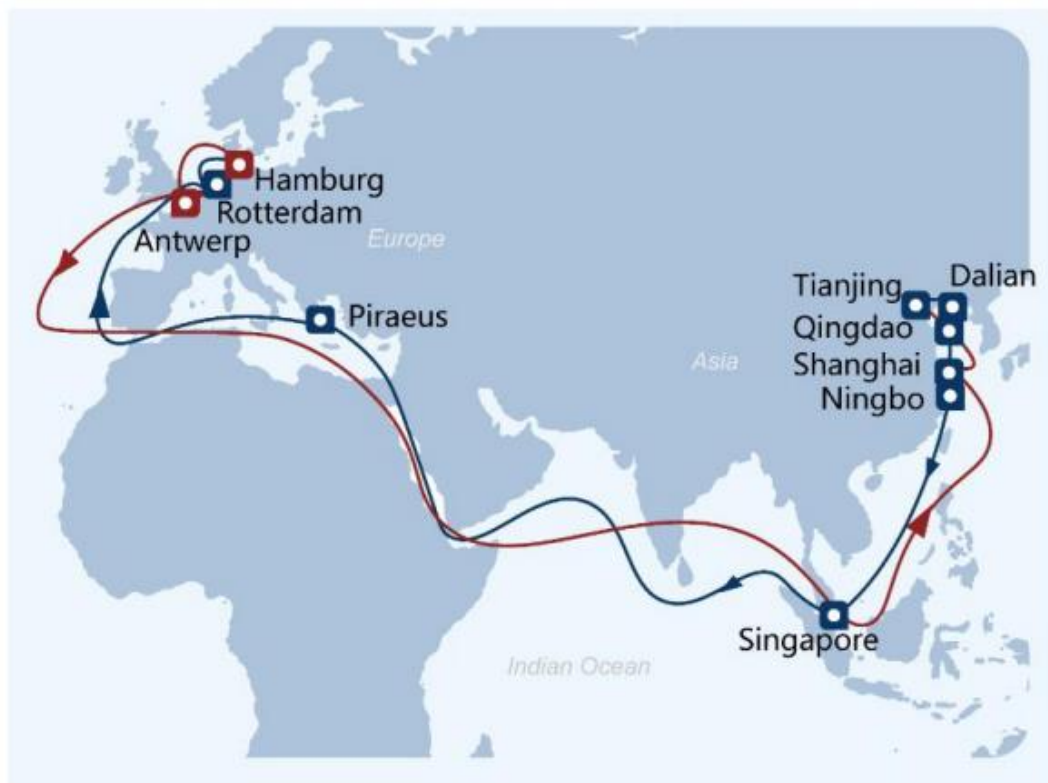 Hamburg
Rotterdam
Antwerp
Europe
Piraeus
Tianjing
Dalian
Qingdao
Shanghai
Ningbo
Asia
Singapore
Indian Ocean